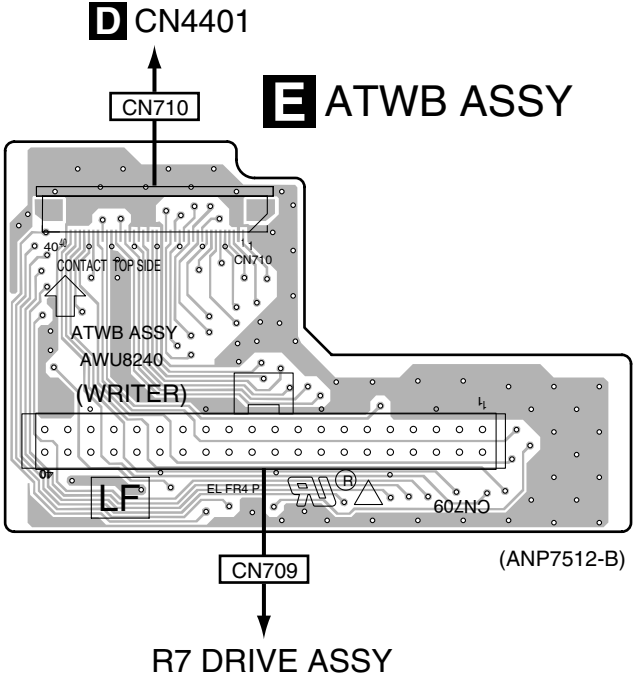 D CN4401
CN710
E ATWB ASSY
40 40
1 1
CN710
CONTACT TOP SIDE
ATWB ASSY
AWU8240
(WRITER)
1
40
LF
EL FR4 P
R
CN709
(ANP7512-B)
CN709
R7 DRIVE ASSY